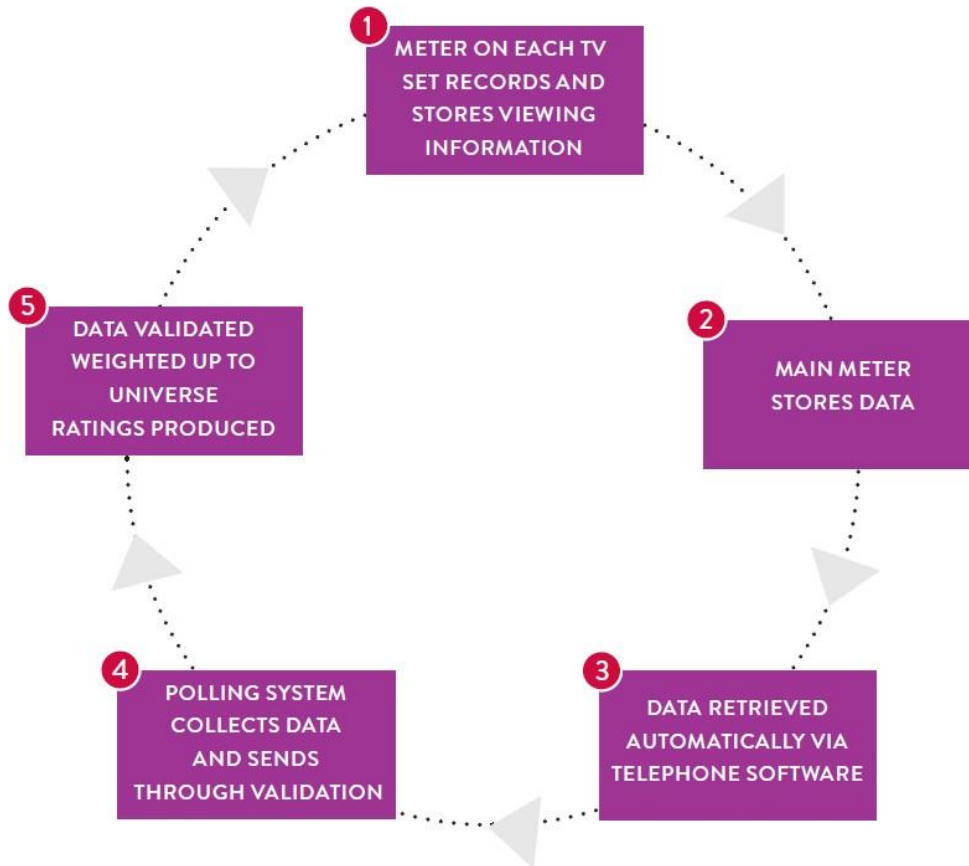 1
METER ON EACH TV
SET RECORDS AND
STORES VIEWING
INFORMATION
2
MAIN METER
STORES DATA
3
DATA RETRIEVED
AUTOMATICALLY VIA
TELEPHONE SOFTWARE
4
POLLING SYSTEM
COLLECTS DATA
AND SENDS
THROUGH VALIDATION
5
DATA VALIDATED
WEIGHTED UP TO
UNIVERSE
RATINGS PRODUCED